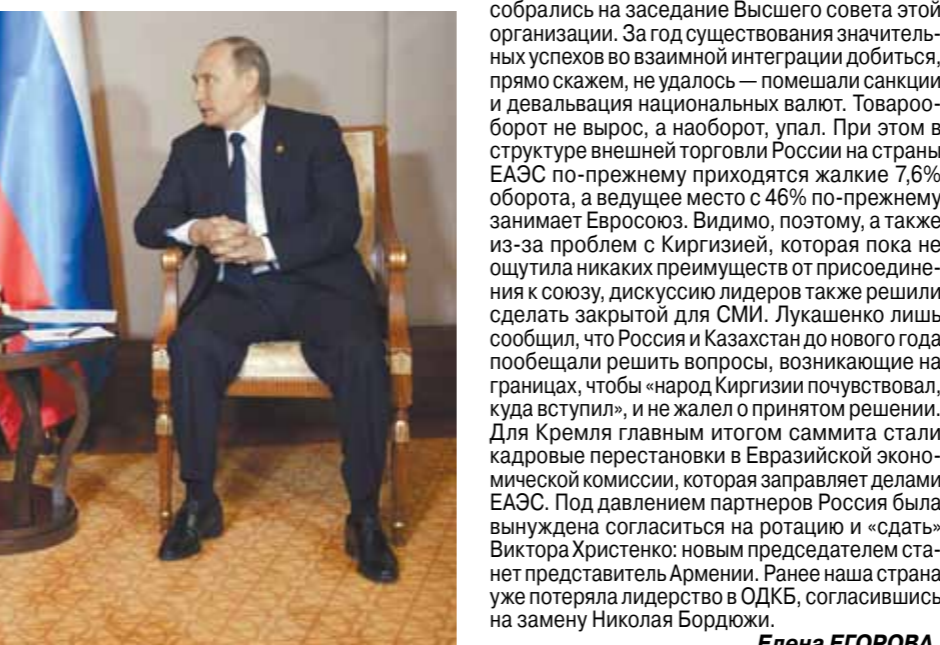 собрались на заседание Высшего совета этой
организации. За год существования значитель-
ных успехов во взаимной интеграции добиться,
прямо скажем, не удалось — помешали санкции
и девальвация национальных валют. Товароо-
борот не вырос, а наоборот, упал. При этом в
структуре внешней торговли России на страны
ЕАЭС по-прежнему приходятся жалкие 7,6%
оборота, а ведущее место с 46% по-прежнему
занимает Евросоюз. Видимо, поэтому, а также
из-за проблем с Киргизией, которая пока не
ощутила никаких преимуществ от присоедине-
ния к союзу, дискуссию лидеров также решили
сделать закрытой для СМИ. Лукашенко лишь
сообщил, что Россия и Казахстан до нового года
пообещали решить вопросы, возникающие на
границах, чтобы «народ Киргизии почувствовал,
куда вступил», и не жалел о принятом решении.
Для Кремля главным итогом саммита стали
кадровые перестановки в Евразийской эконо-
мической комиссии, которая заправляет делами
ЕАЭС. Под давлением партнеров Россия была
вынуждена согласиться на ротацию и «сдать»
Виктора Христенко: новым председателем ста-
нет представитель Армении. Ранее наша страна
уже потеряла лидерство в ОДКБ, согласившись
на замену Николая Бордюжи.
Елена ЕГОРОВА.